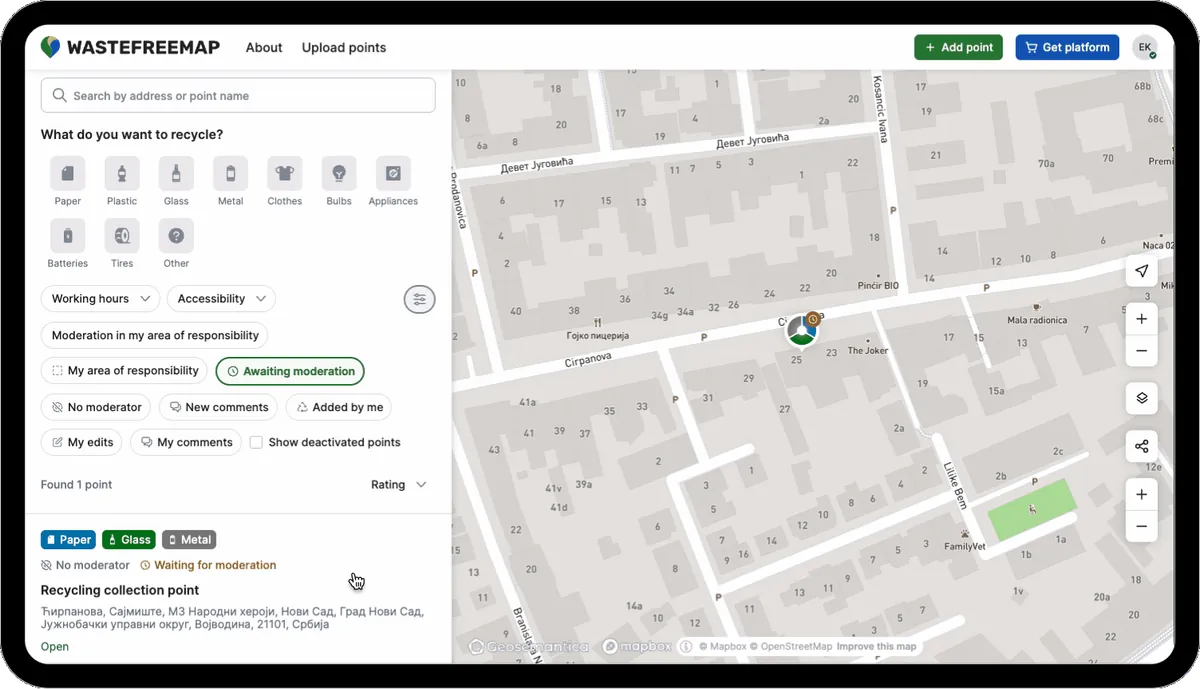 WASTEFREEMAP About Upload points
+ Add point Get platform EK
Search by address or point name
What do you want to recycle?
Paper Plastic Glass Metal Clothes Bulbs Appliances
Batteries Tires Other
Working hours Accessibility
Moderation in my area of responsibility
My area of responsibility Awaiting moderation
No moderator New comments Added by me
My edits My comments Show deactivated points
Found 1 point Rating
Paper Glass Metal
No moderator Waiting for moderation
Recycling collection point
Ћирпанова, Сајмиште, МЗ Народни хероји, Нови Сад, Град Нови Сад,
Јужнобачки управни округ, Војводина, 21101, Србија
Open
Kosancic Ivana
Девет Југовића
Девет Југовића
Pinćir BIO
Naca 02
Mala radionica
Гојко пицерија
The Joker
Cirpanova
Lilike Bem
FamilyVet
Geosemantica mapbox © Mapbox © OpenStreetMap Improve this map